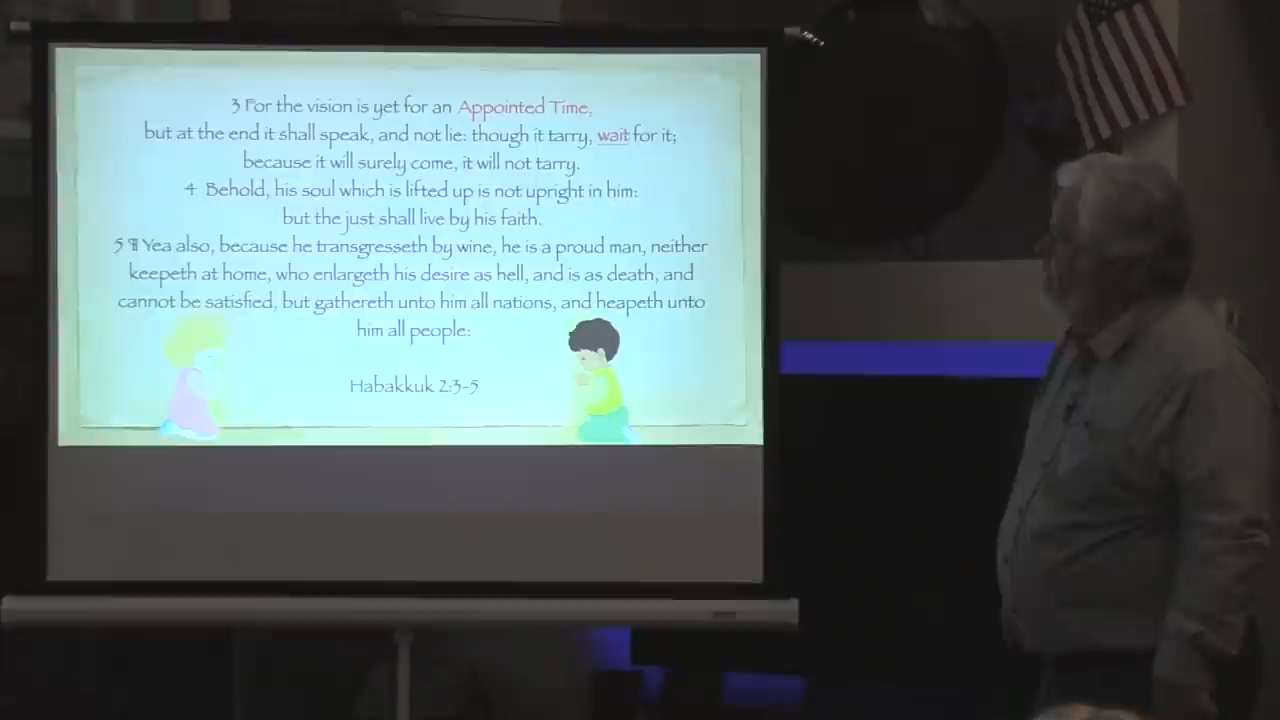 3 For the vision is yet for an Appointed Time,
but at the end it shall speak, and not lie: though it tarry, wait for it;
because it will surely come, it will not tarry.
4 Behold, his soul which is lifted up is not upright in him:
but the just shall live by his faith.
5 ¶ Yea also, because he transgresseth by wine, he is a proud man, neither
keepeth at home, who enlargeth his desire as hell, and is as death, and
cannot be satisfied, but gathereth unto him all nations, and heapeth unto
him all people:
Habakkuk 2:3-5